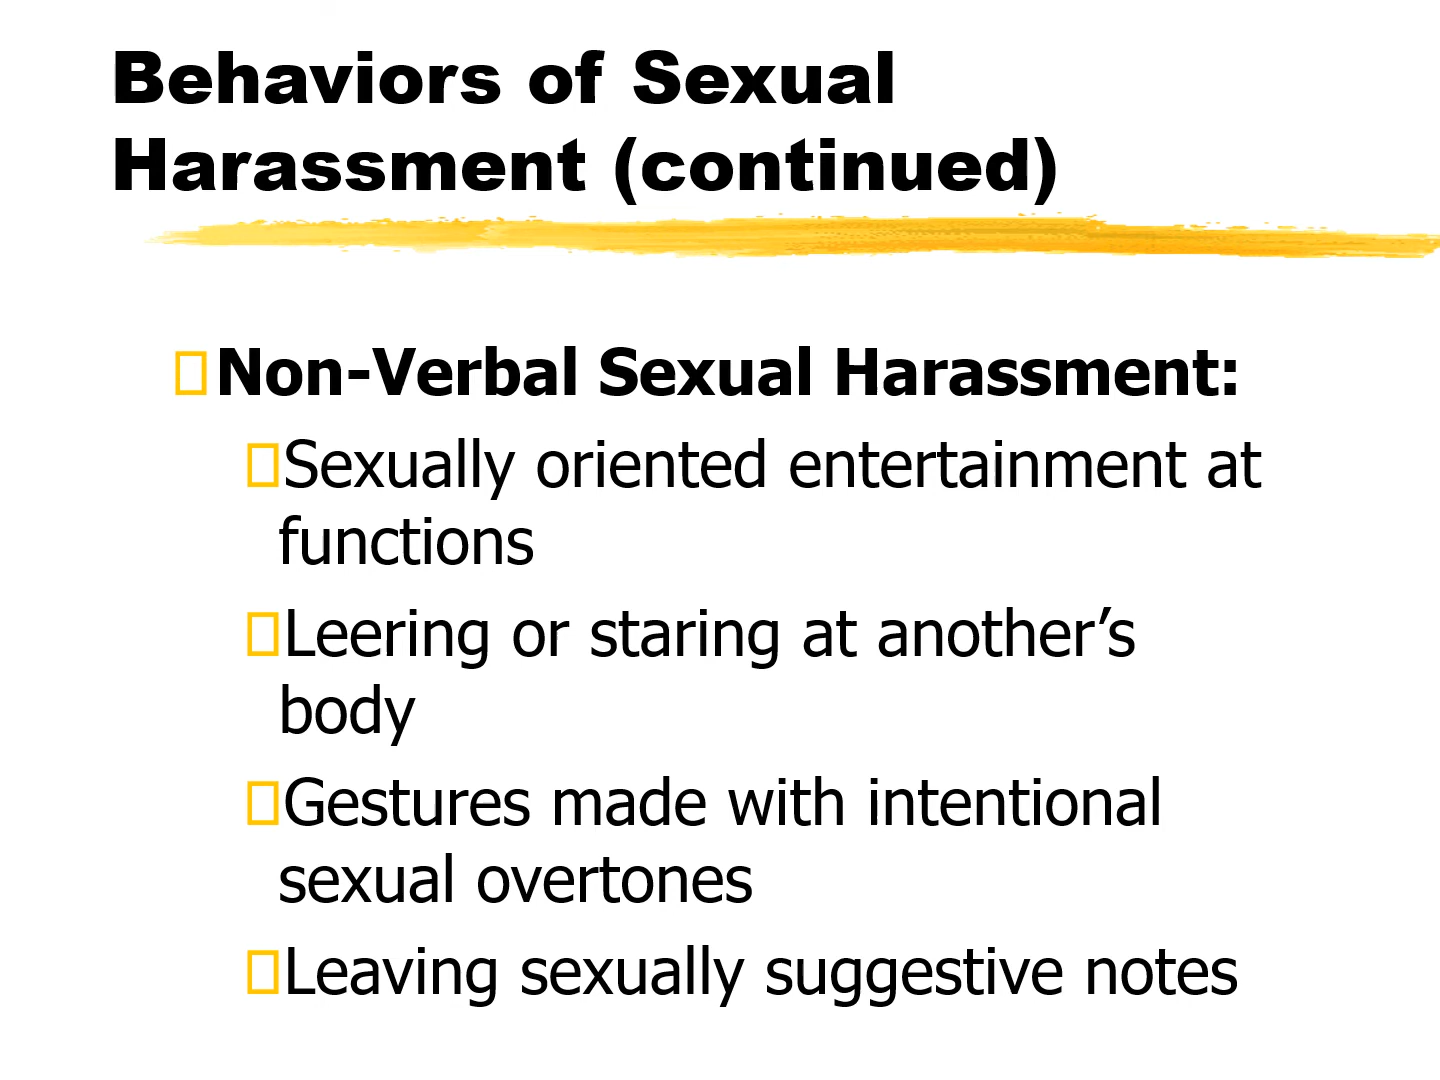 Behaviors of Sexual
Harassment (continued)
Non-Verbal Sexual Harassment:
Sexually oriented entertainment at
functions
Leering or staring at another’s
body
Gestures made with intentional
sexual overtones
Leaving sexually suggestive notes